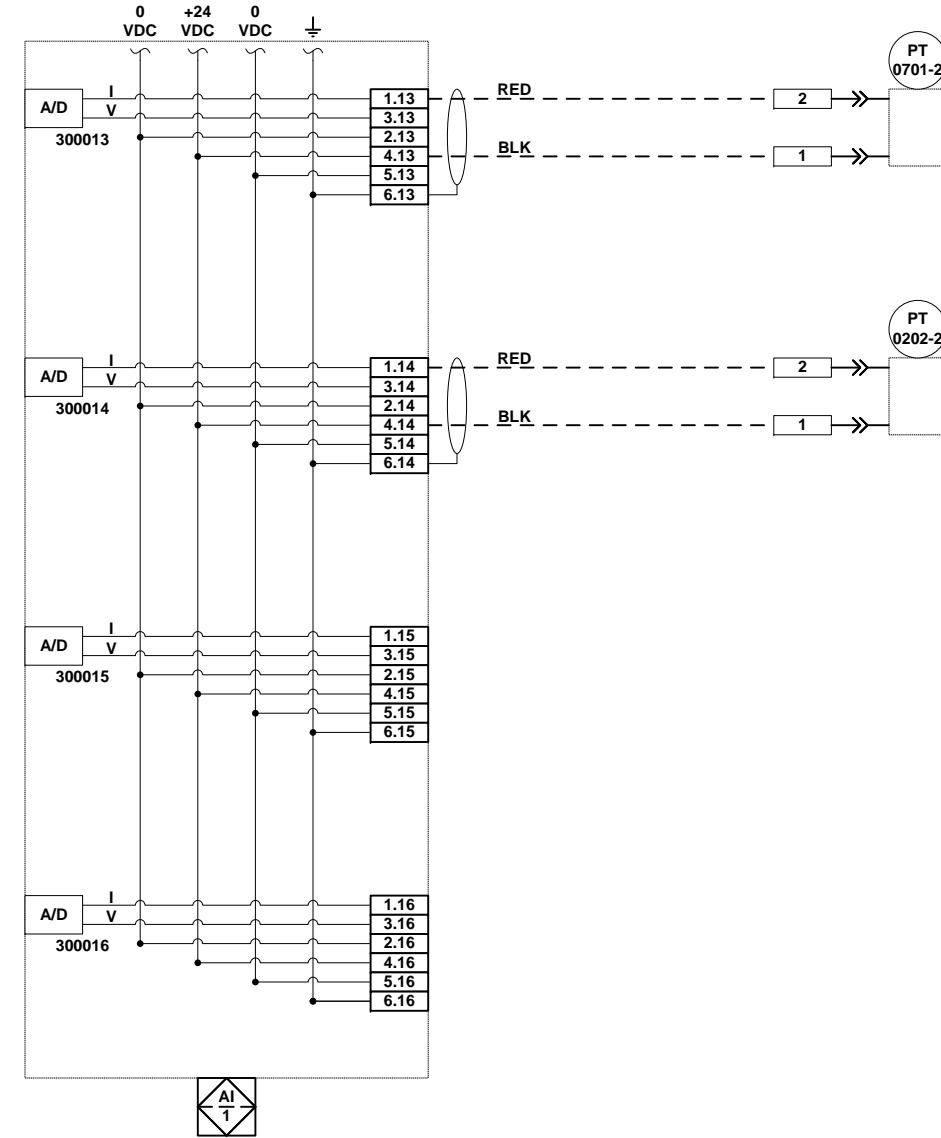 0 VDC
+24 VDC
0 VDC
PT 0701-2
A/D
I
V
300013
1.13
3.13
2.13
4.13
5.13
6.13
RED
BLK
2
1
PT 0202-2
A/D
I
V
300014
1.14
3.14
2.14
4.14
5.14
6.14
RED
BLK
2
1
A/D
I
V
300015
1.15
3.15
2.15
4.15
5.15
6.15
A/D
I
V
300016
1.16
3.16
2.16
4.16
5.16
6.16
AI
1